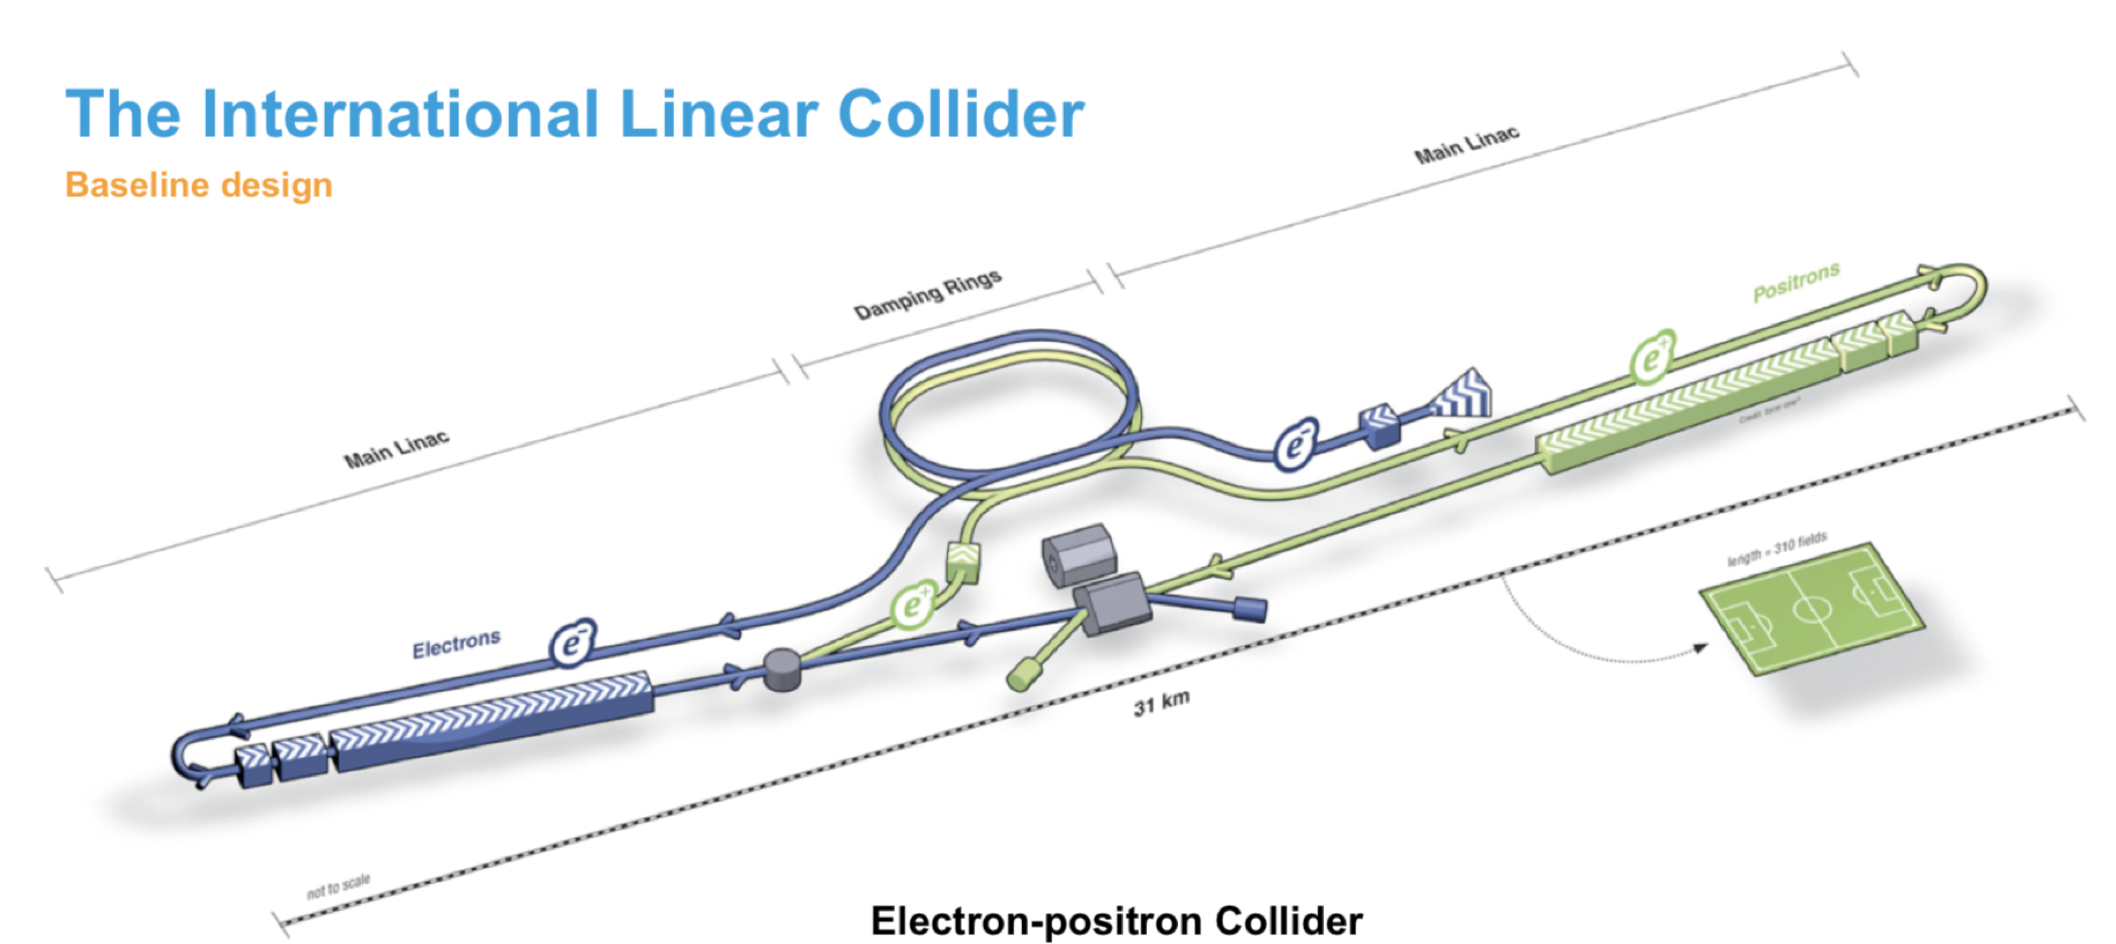 The International Linear Collider
Baseline design
Main Linac
Damping Rings
Main Linac
Positrons
e+
e-
e+
Electrons
e-
length = 310 fields
31 km
not to scale
Electron-positron Collider